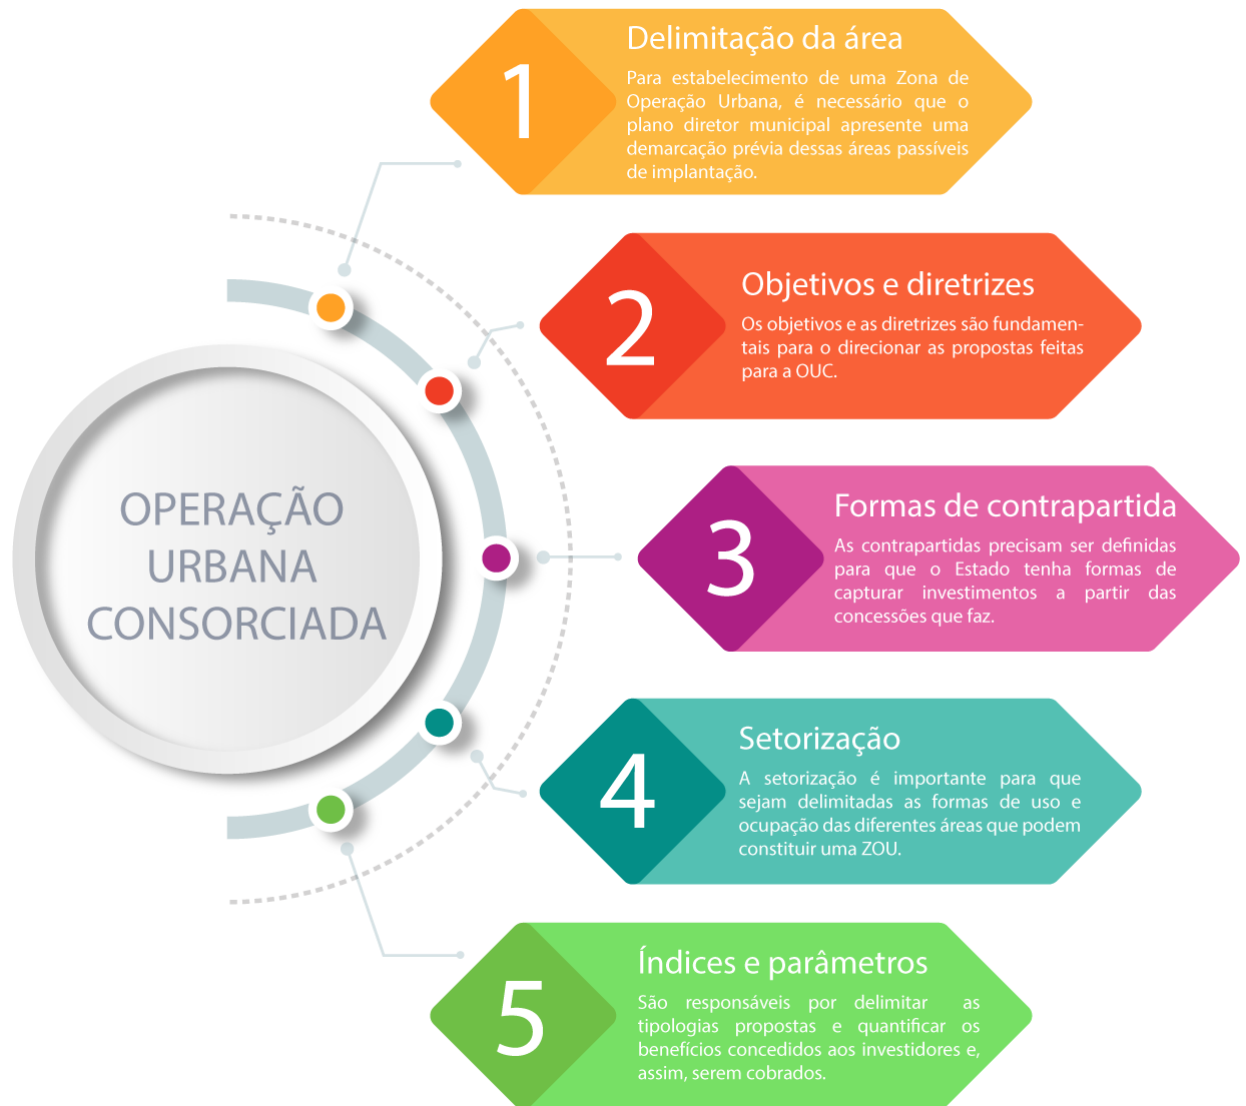 1
Delimitação da área
Para estabelecimento de uma Zona de
Operação Urbana, é necessário que o
plano diretor municipal apresente uma
demarcação prévia dessas áreas passíveis
de implantação.
2
Objetivos e diretrizes
Os objetivos e as diretrizes são fundamen-
tais para o direcionar as propostas feitas
para a OUC.
OPERAÇÃO
URBANA
CONSORCIADA
3
Formas de contrapartida
As contrapartidas precisam ser definidas
para que o Estado tenha formas de
capturar investimentos a partir das
concessões que faz.
4
Setorização
A setorização é importante para que
sejam delimitadas as formas de uso e
ocupação das diferentes áreas que podem
constituir uma ZOU.
5
Índices e parâmetros
São responsáveis por delimitar as
tipologias propostas e quantificar os
benefícios concedidos aos investidores e,
assim, serem cobrados.